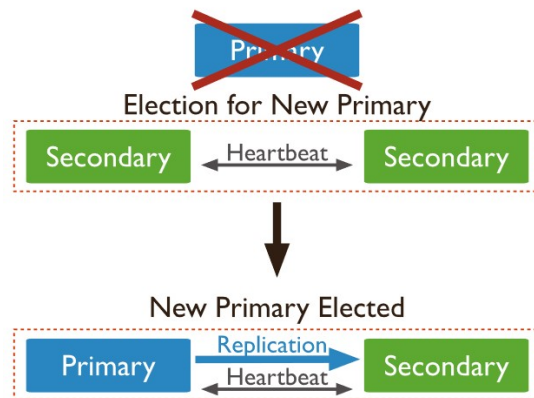 Primary
Election for New Primary
Secondary Heartbeat Secondary
New Primary Elected
Replication
Primary Secondary
Heartbeat